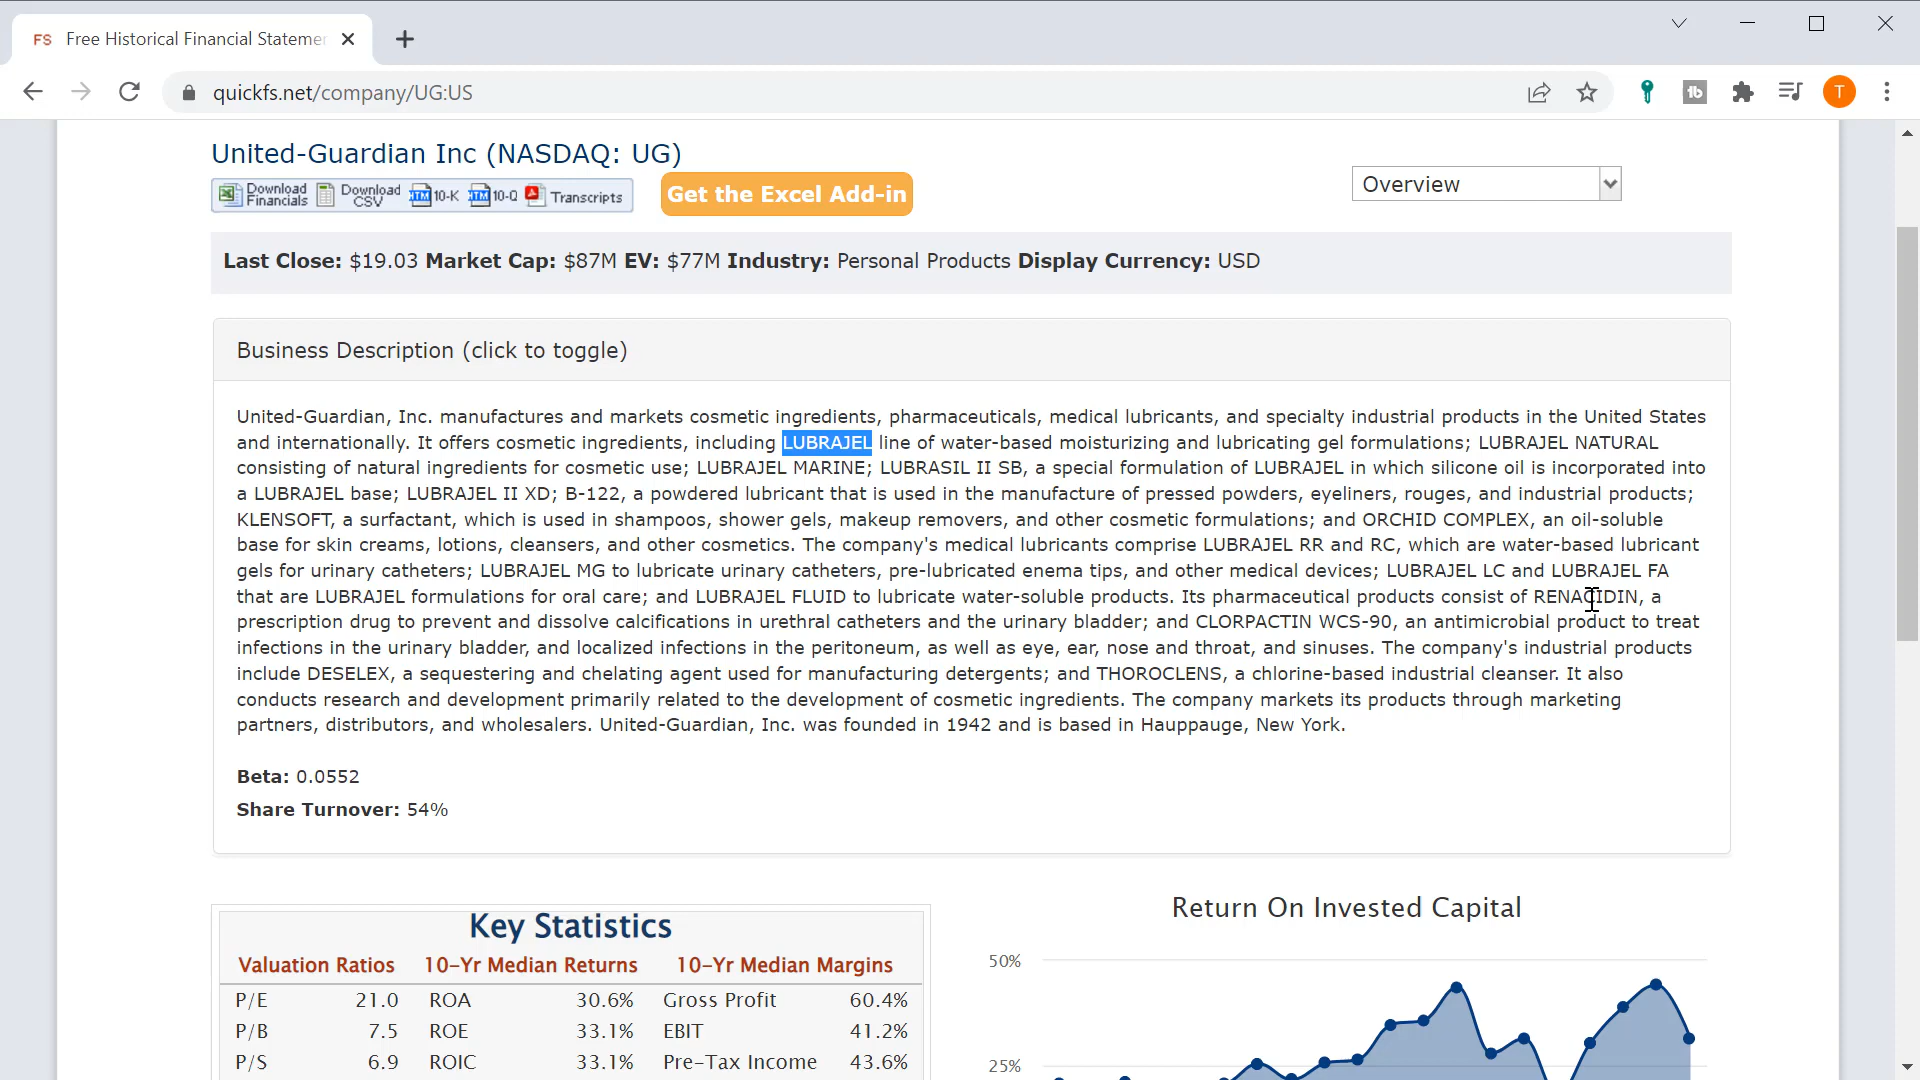 FS Free Historical Financial Statemer
quickfs.net/company/UG:US
T
United-Guardian Inc (NASDAQ: UG)
Download Financials Download CSV 10-K 10-Q Transcripts
Get the Excel Add-in
Overview
Last Close: $19.03 Market Cap: $87M EV: $77M Industry: Personal Products Display Currency: USD
Business Description (click to toggle)
United-Guardian, Inc. manufactures and markets cosmetic ingredients, pharmaceuticals, medical lubricants, and specialty industrial products in the United States
and internationally. It offers cosmetic ingredients, including LUBRAJEL line of water-based moisturizing and lubricating gel formulations; LUBRAJEL NATURAL
consisting of natural ingredients for cosmetic use; LUBRAJEL MARINE; LUBRASIL II SB, a special formulation of LUBRAJEL in which silicone oil is incorporated into
a LUBRAJEL base; LUBRAJEL II XD; B-122, a powdered lubricant that is used in the manufacture of pressed powders, eyeliners, rouges, and industrial products;
KLENSOFT, a surfactant, which is used in shampoos, shower gels, makeup removers, and other cosmetic formulations; and ORCHID COMPLEX, an oil-soluble
base for skin creams, lotions, cleansers, and other cosmetics. The company's medical lubricants comprise LUBRAJEL RR and RC, which are water-based lubricant
gels for urinary catheters; LUBRAJEL MG to lubricate urinary catheters, pre-lubricated enema tips, and other medical devices; LUBRAJEL LC and LUBRAJEL FA
that are LUBRAJEL formulations for oral care; and LUBRAJEL FLUID to lubricate water-soluble products. Its pharmaceutical products consist of RENACIDIN, a
prescription drug to prevent and dissolve calcifications in urethral catheters and the urinary bladder; and CLORPACTIN WCS-90, an antimicrobial product to treat
infections in the urinary bladder, and localized infections in the peritoneum, as well as eye, ear, nose and throat, and sinuses. The company's industrial products
include DESELEX, a sequestering and chelating agent used for manufacturing detergents; and THOROCLENS, a chlorine-based industrial cleanser. It also
conducts research and development primarily related to the development of cosmetic ingredients. The company markets its products through marketing
partners, distributors, and wholesalers. United-Guardian, Inc. was founded in 1942 and is based in Hauppauge, New York.
Beta: 0.0552
Share Turnover: 54%
Key Statistics
Valuation Ratios 10-Yr Median Returns 10-Yr Median Margins
P/E 21.0 ROA 30.6% Gross Profit 60.4%
P/B 7.5 ROE 33.1% EBIT 41.2%
P/S 6.9 ROIC 33.1% Pre-Tax Income 43.6%
Return On Invested Capital
50%
25%